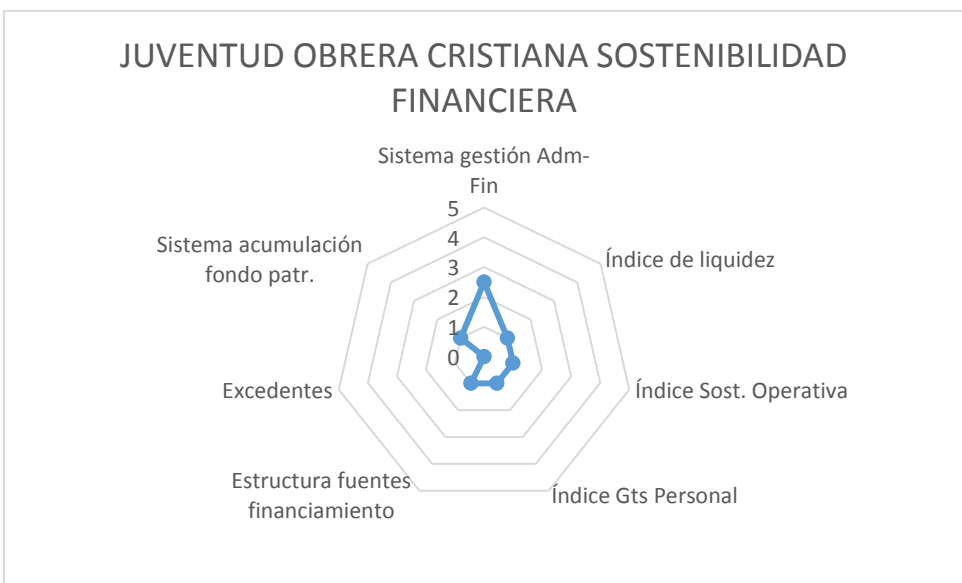 JUVENTUD OBRERA CRISTIANA SOSTENIBILIDAD
FINANCIERA
Sistema gestión Adm-
Fin
5
4
3
2
1
0
Índice de liquidez
Índice Sost. Operativa
Índice Gts Personal
Estructura fuentes
financiamiento
Excedentes
Sistema acumulación
fondo patr.